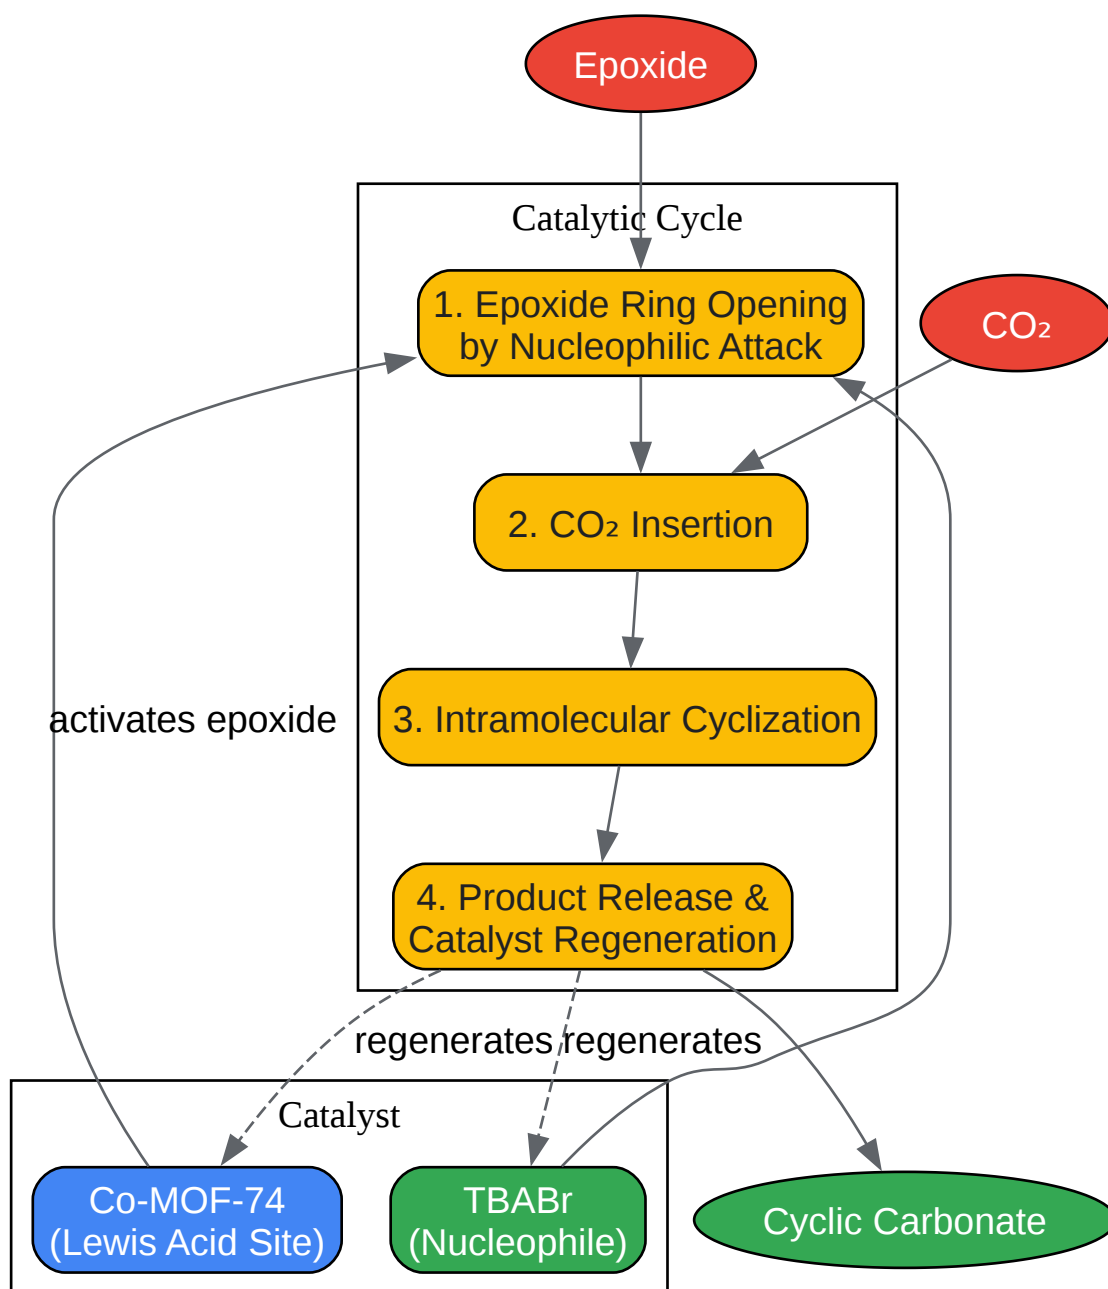 Epoxide
Catalytic Cycle
1. Epoxide Ring Opening
by Nucleophilic Attack
CO₂
2. CO₂ Insertion
activates epoxide
3. Intramolecular Cyclization
4. Product Release &
Catalyst Regeneration
regenerates
regenerates
Catalyst
Co-MOF-74
(Lewis Acid Site)
TBABr
(Nucleophile)
Cyclic Carbonate